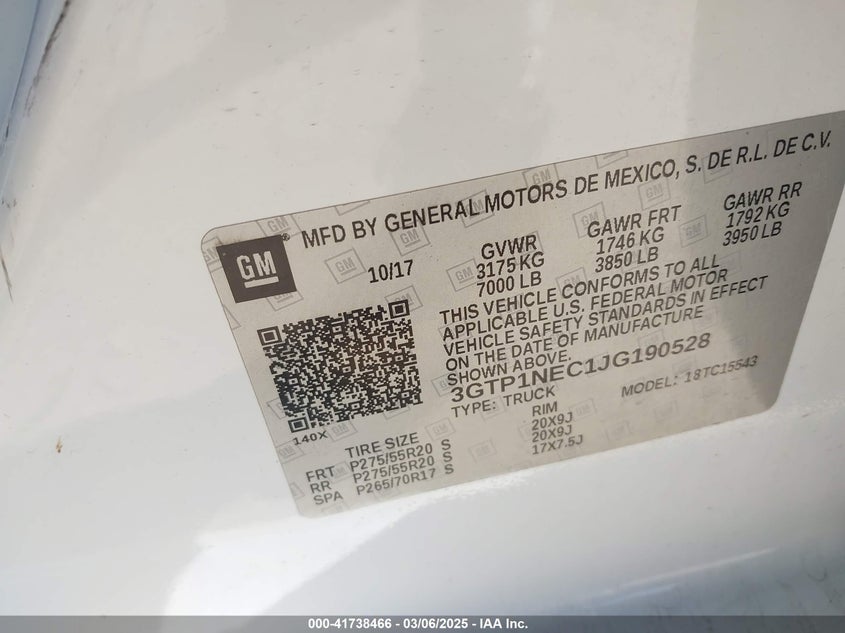 MFD BY GENERAL MOTORS DE MEXICO, S. DE R.L. DE C.V.
GM ®
10/17
GVWR
3175 KG
7000 LB
GAWR FRT
1746 KG
3850 LB
GAWR RR
1792 KG
3950 LB
THIS VEHICLE CONFORMS TO ALL
APPLICABLE U.S. FEDERAL MOTOR
VEHICLE SAFETY STANDARDS IN EFFECT
ON THE DATE OF MANUFACTURE
SHOWN ABOVE.
3GTP1NEC1JG190528
TYPE: TRUCK
MODEL: 18TC15543
140X
TIRE SIZE RIM
FRT P275/55R20 S 20X9J
RR P275/55R20 S 20X9J
SPA P265/70R17 S 17X7.5J
000-41738466 - 03/06/2025 - IAA Inc.